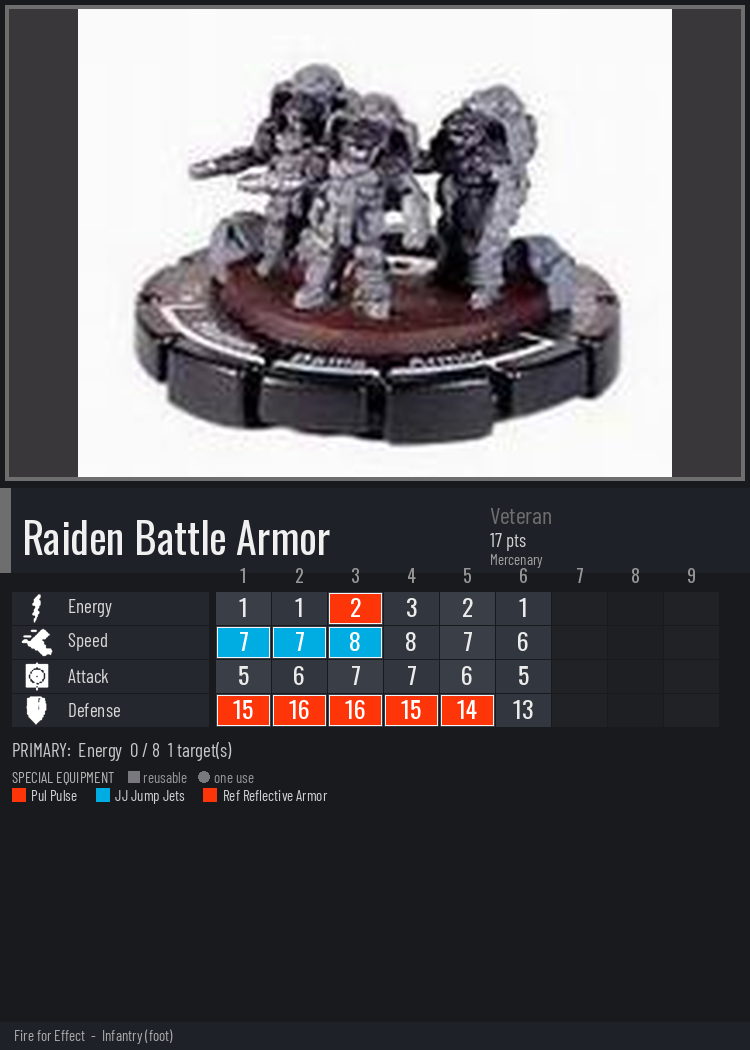 Armor
Raiden Battle Armor
Veteran
17 pts
Mercenary
1 2 3 4 5 6 7 8 9
Energy 1 1 2 3 2 1
Speed 7 7 8 8 7 6
Attack 5 6 7 7 6 5
Defense 15 16 16 15 14 13
PRIMARY: Energy 0 / 8 1 target(s)
SPECIAL EQUIPMENT reusable one use
Pul Pulse JJ Jump Jets Ref Reflective Armor
Fire for Effect - Infantry (foot)